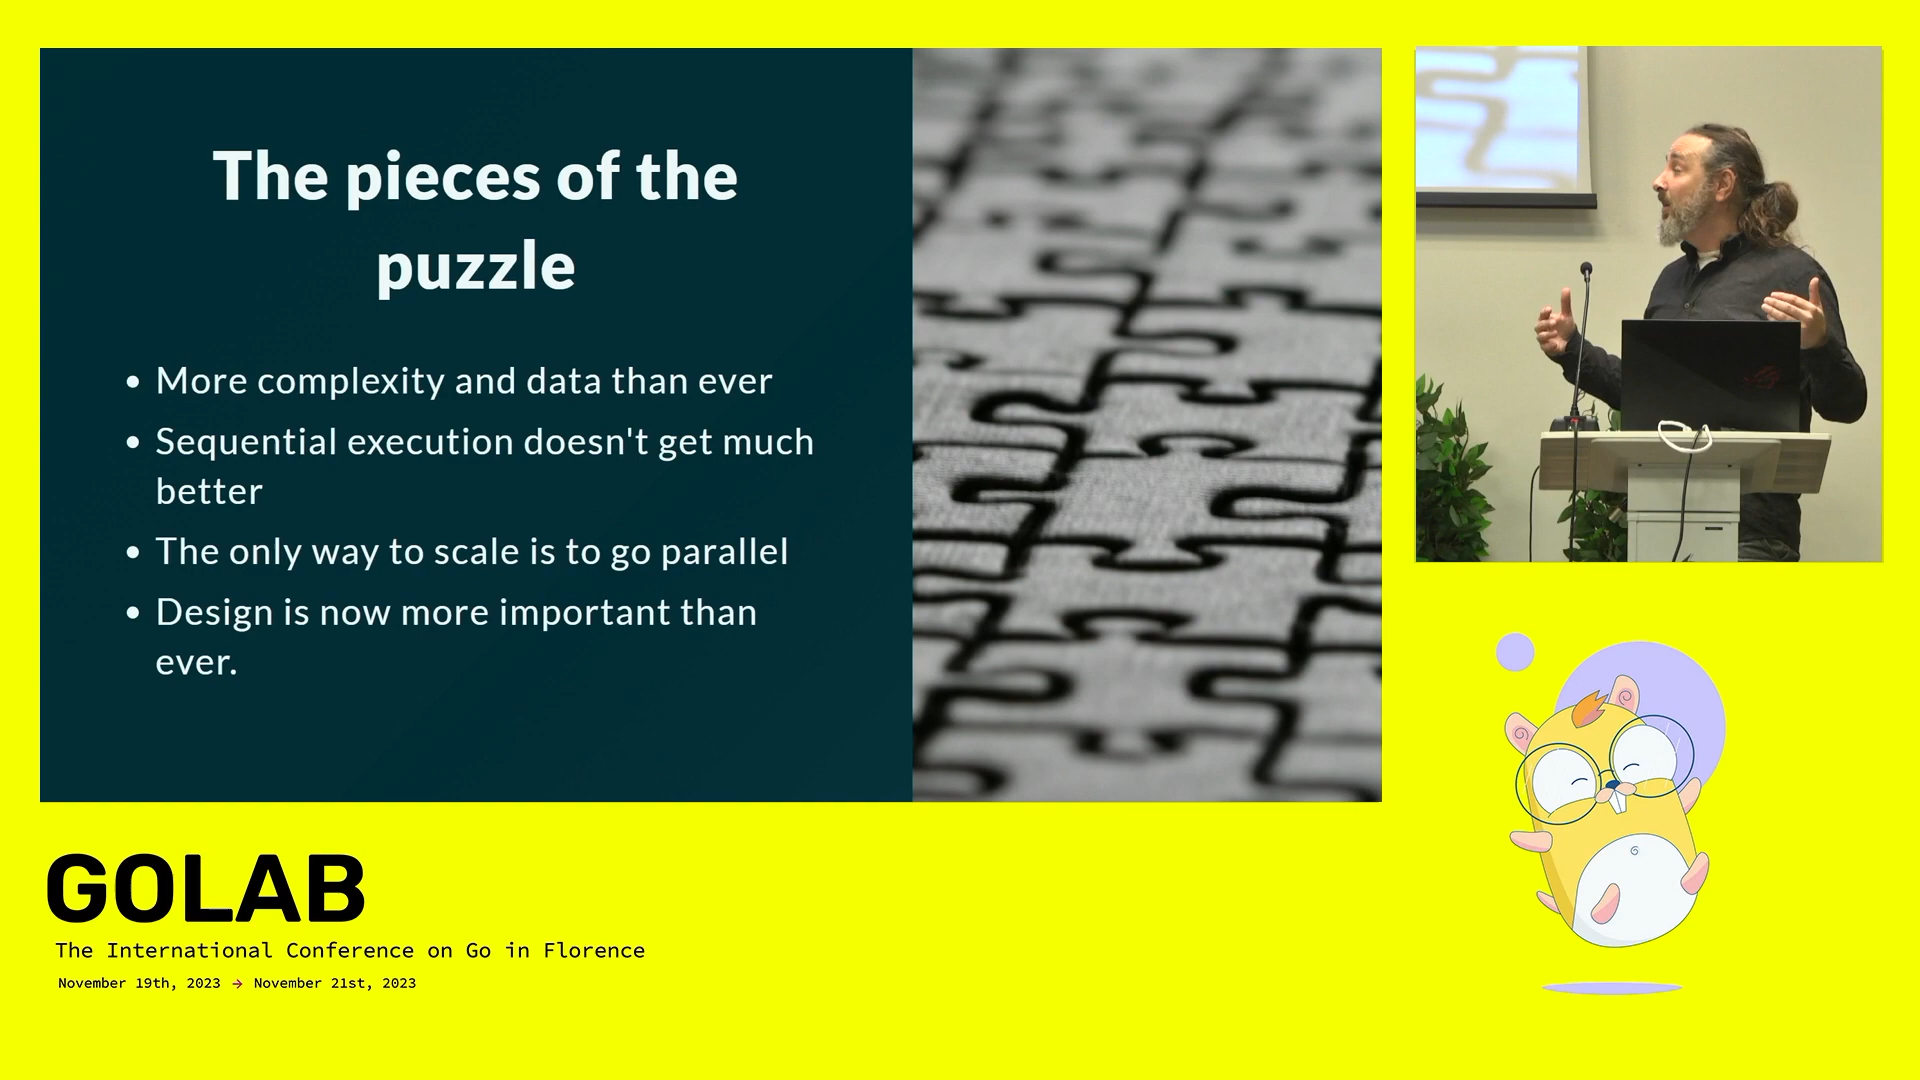 The pieces of the
puzzle
• More complexity and data than ever
• Sequential execution doesn't get much
better
• The only way to scale is to go parallel
• Design is now more important than
ever.
GOLAB
The International Conference on Go in Florence
November 19th, 2023 → November 21st, 2023